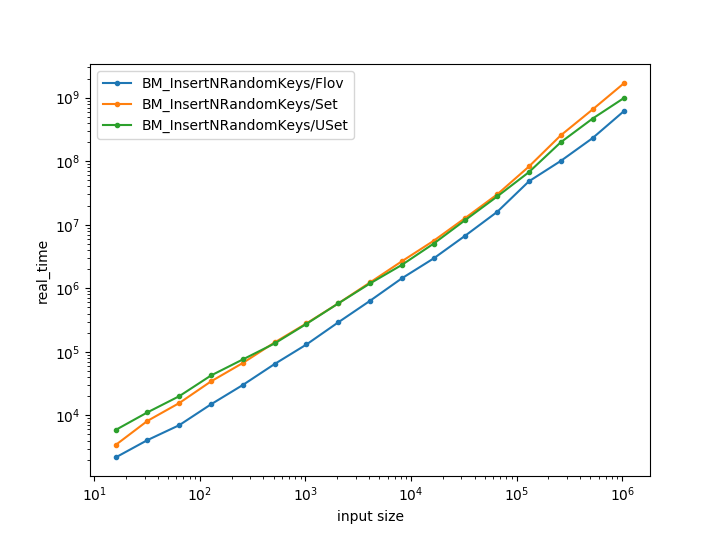 BM_InsertNRandomKeys/Flov
BM_InsertNRandomKeys/Set
BM_InsertNRandomKeys/USet
real_time
10⁹
10⁸
10⁷
10⁶
10⁵
10⁴
10¹ 10² 10³ 10⁴ 10⁵ 10⁶
input size